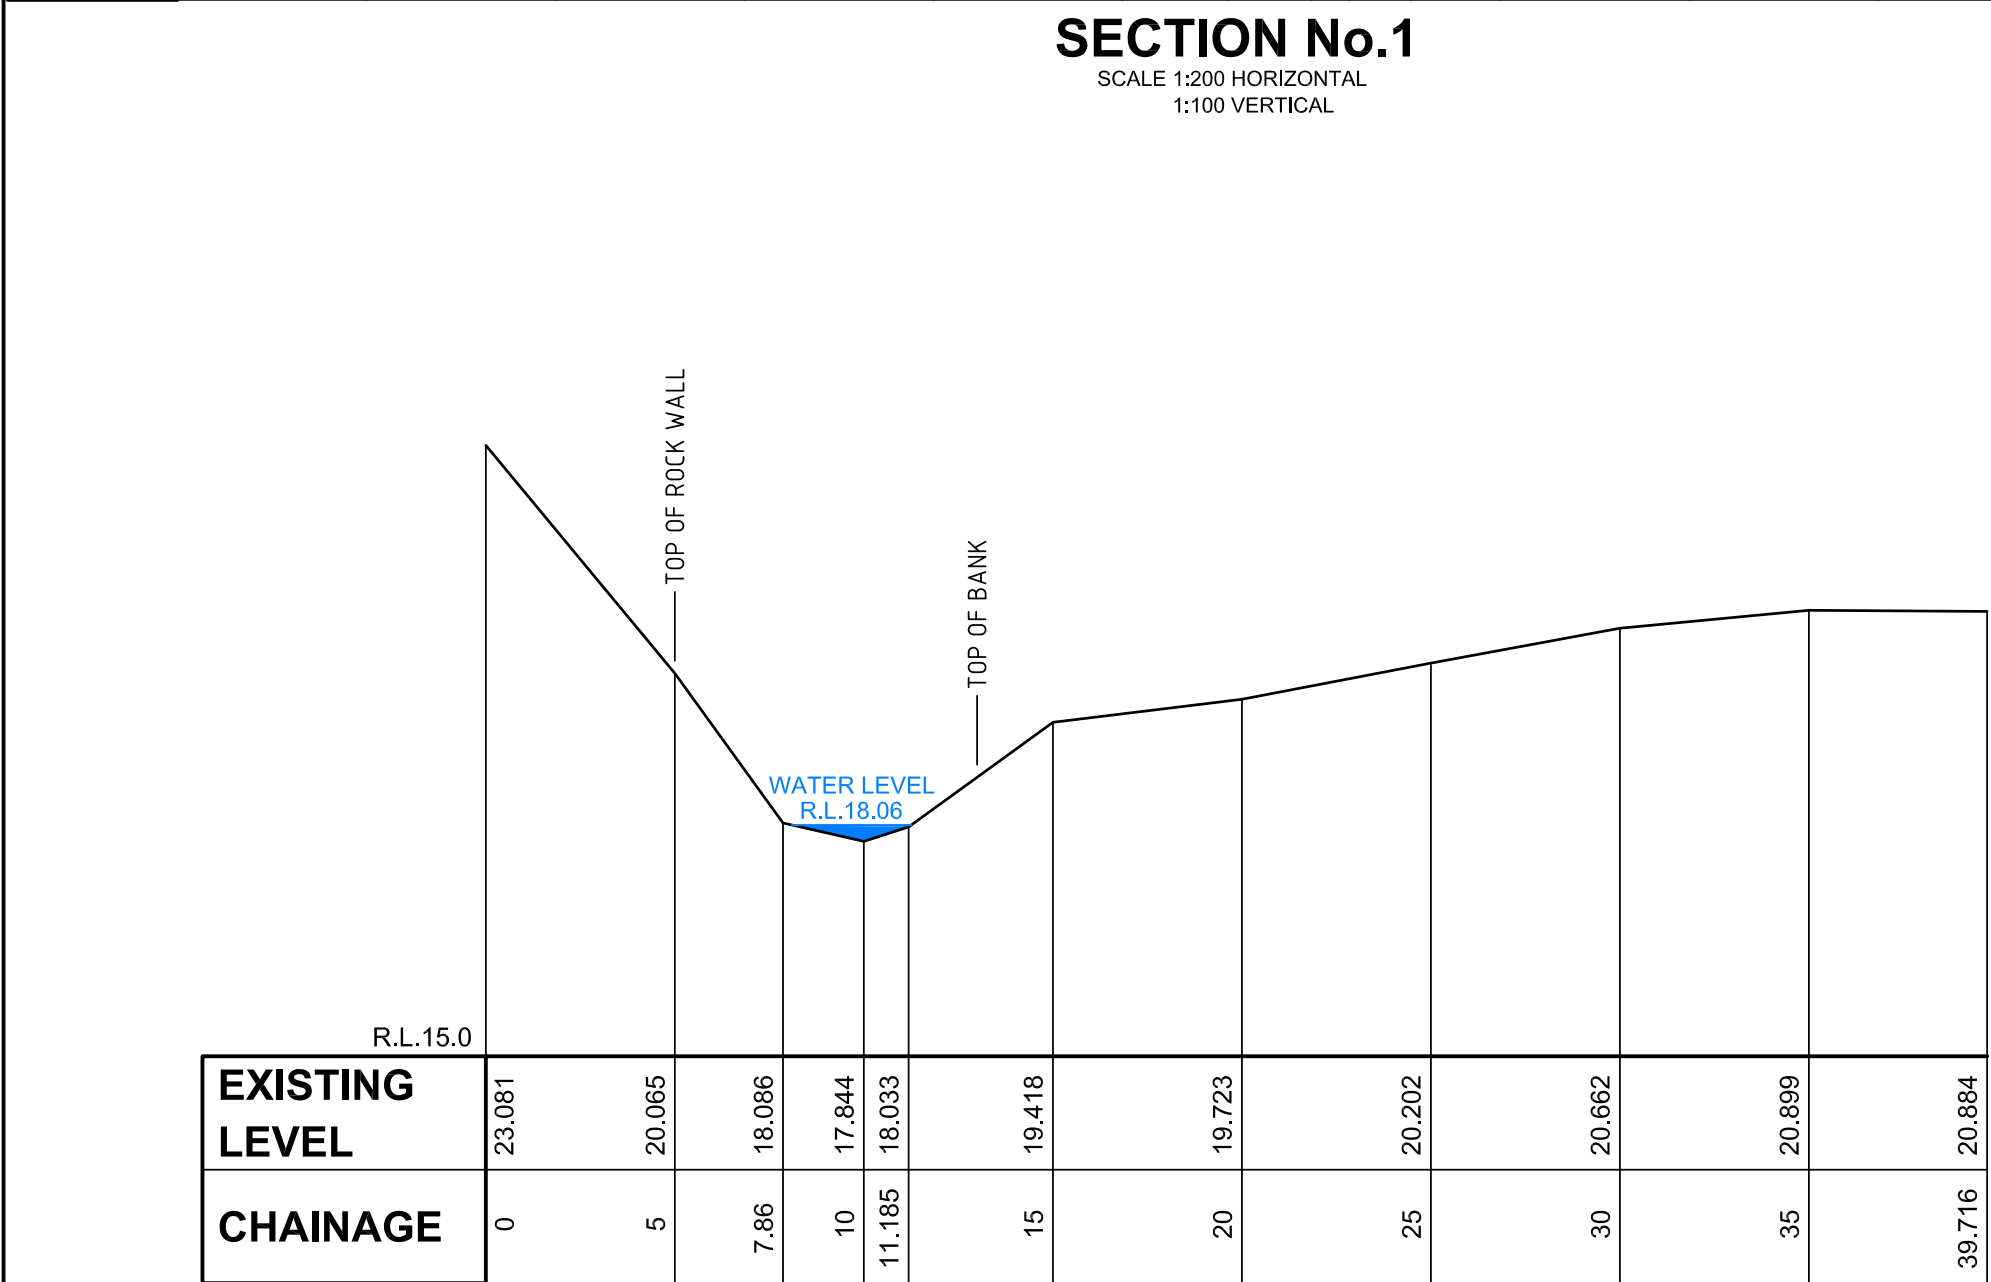 SECTION No.1
SCALE 1:200 HORIZONTAL
1:100 VERTICAL
TOP OF ROCK WALL
TOP OF BANK
WATER LEVEL
R.L.18.06
R.L.15.0
EXISTING
LEVEL
23.081
20.065
18.086
17.844
18.033
19.418
19.723
20.202
20.662
20.899
20.884
CHAINAGE
0
5
7.86
10
11.185
15
20
25
30
35
39.716